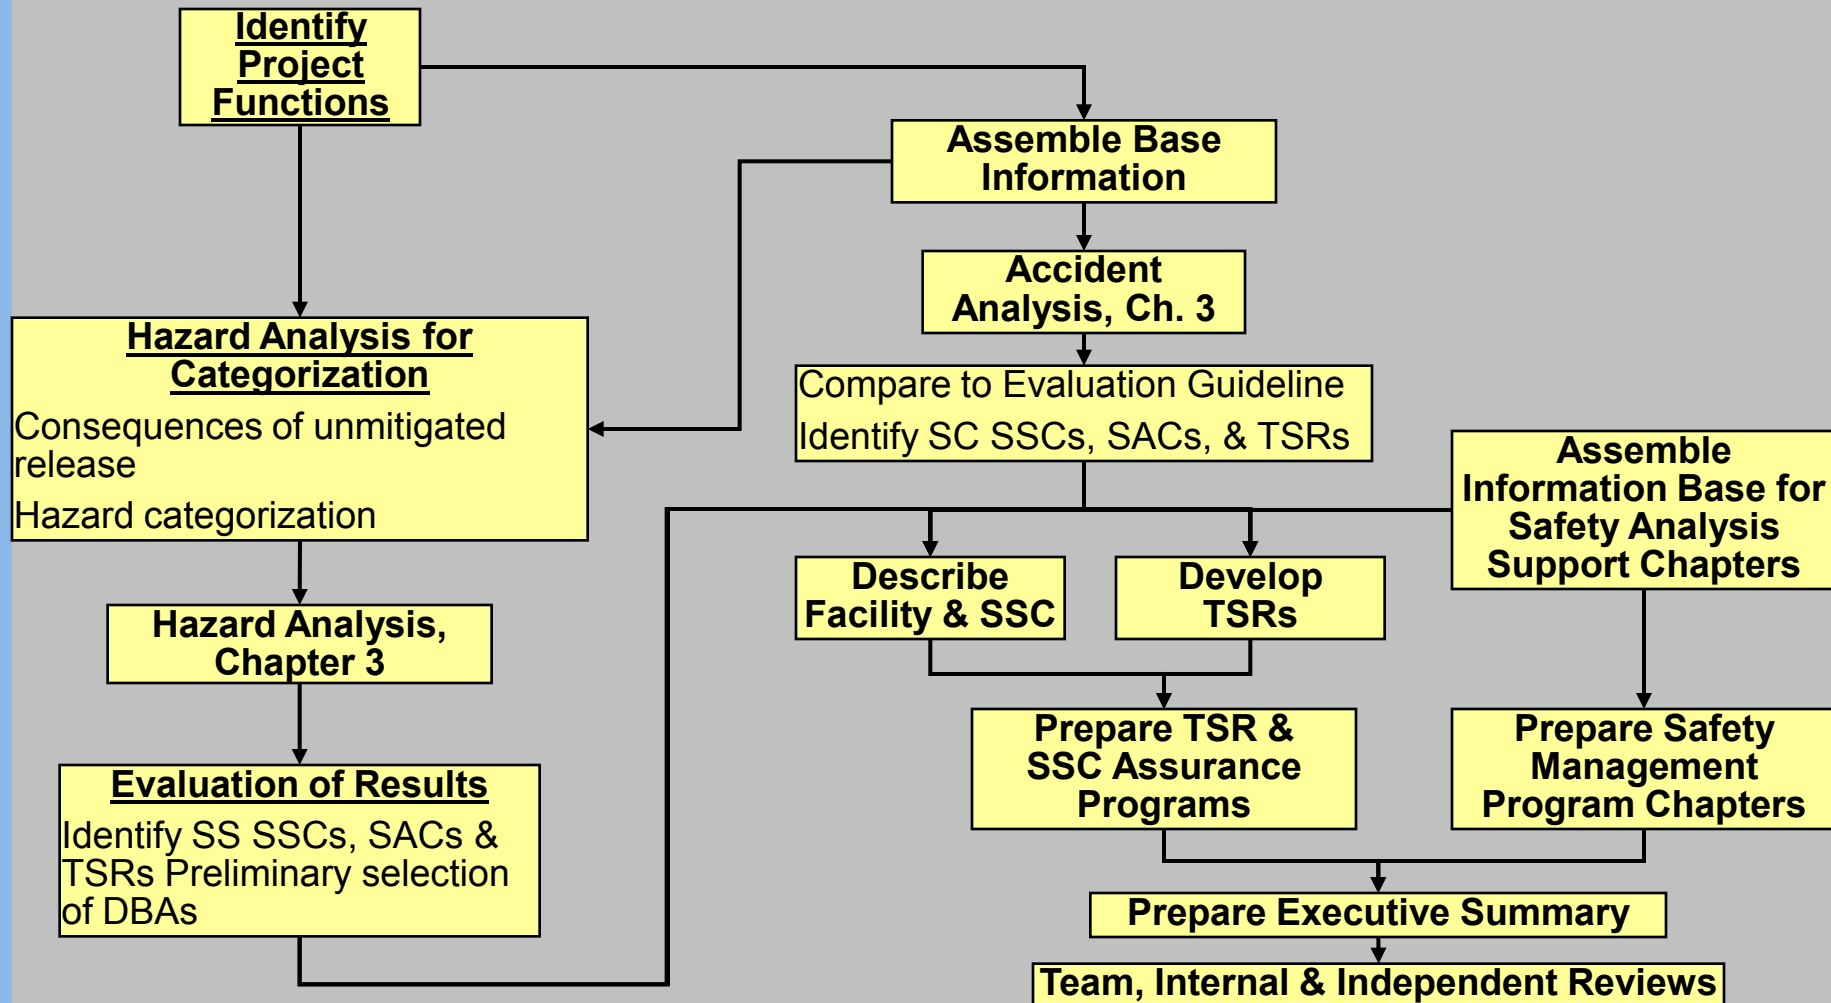 Identify
Project
Functions
Assemble Base
Information
Accident
Analysis, Ch. 3
Hazard Analysis for
Categorization
Consequences of unmitigated
release
Hazard categorization
Compare to Evaluation Guideline
Identify SC SSCs, SACs, & TSRs
Assemble
Information Base for
Safety Analysis
Support Chapters
Describe
Facility & SSC
Develop
TSRs
Hazard Analysis,
Chapter 3
Prepare TSR &
SSC Assurance
Programs
Prepare Safety
Management
Program Chapters
Evaluation of Results
Identify SS SSCs, SACs &
TSRs Preliminary selection
of DBAs
Prepare Executive Summary
Team, Internal & Independent Reviews